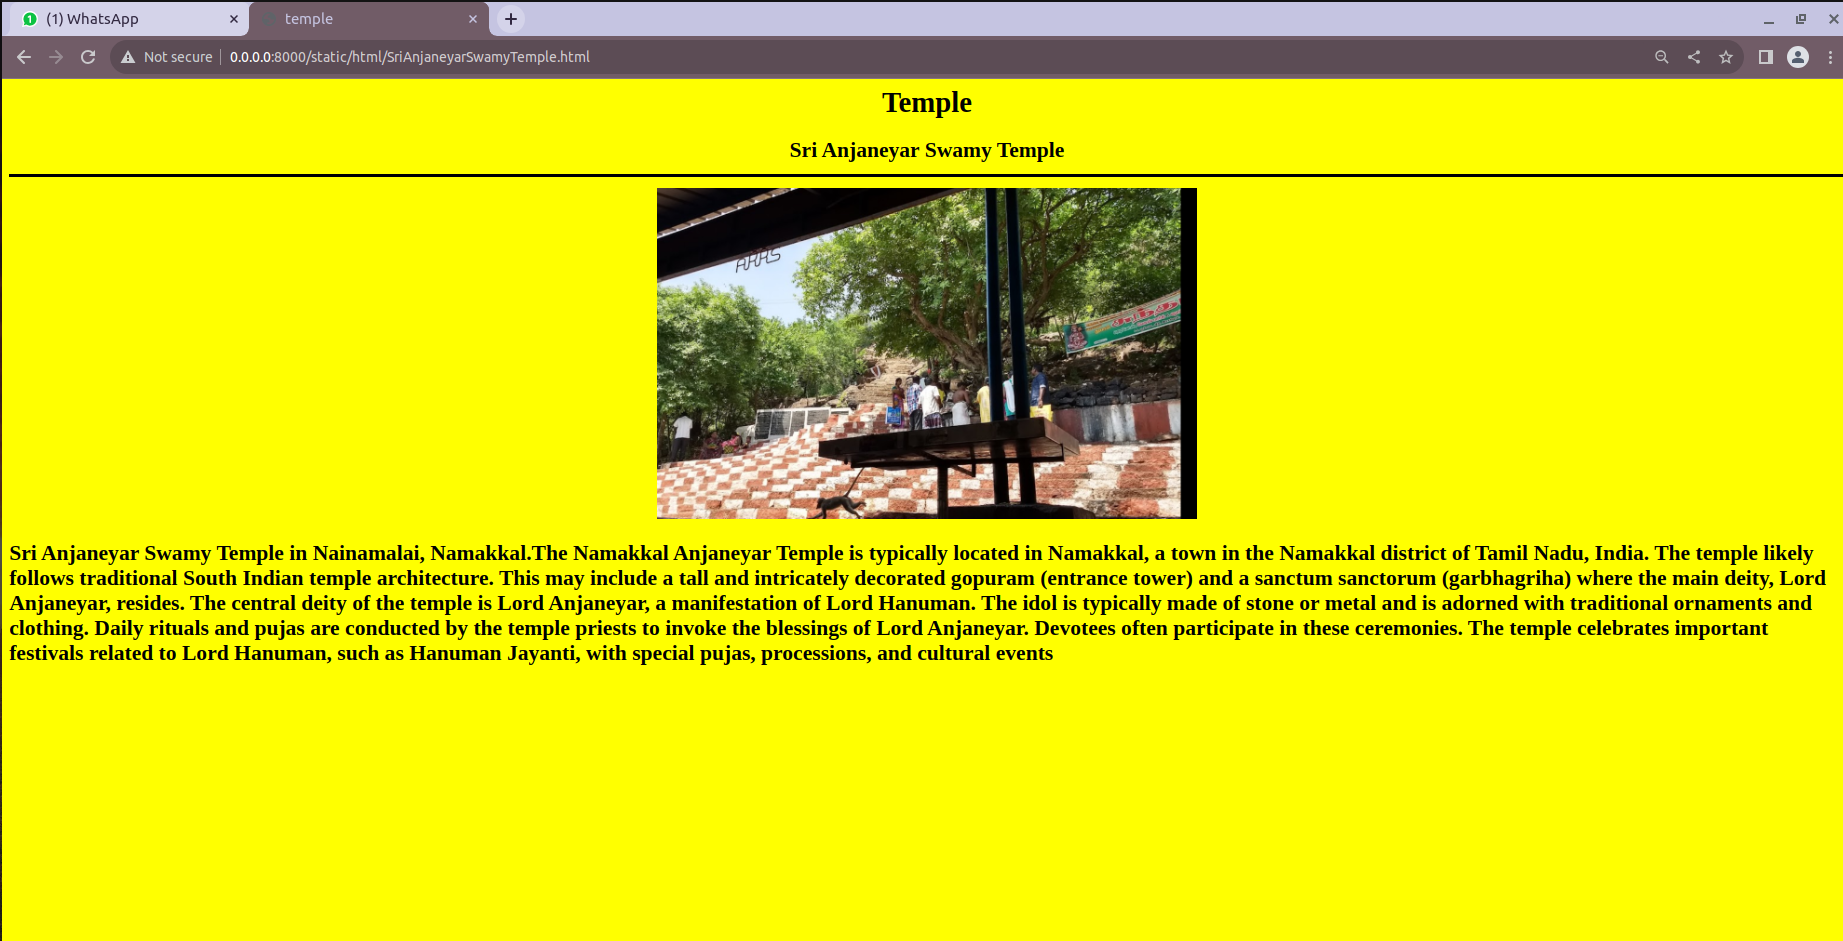 (1) WhatsApp
temple
Not secure
0.0.0.0:8000/static/html/SriAnjaneyarSwamyTemple.html
Temple
Sri Anjaneyar Swamy Temple
Sri Anjaneyar Swamy Temple in Nainamalai, Namakkal.The Namakkal Anjaneyar Temple is typically located in Namakkal, a town in the Namakkal district of Tamil Nadu, India. The temple likely
follows traditional South Indian temple architecture. This may include a tall and intricately decorated gopuram (entrance tower) and a sanctum sanctorum (garbhagriha) where the main deity, Lord
Anjaneyar, resides. The central deity of the temple is Lord Anjaneyar, a manifestation of Lord Hanuman. The idol is typically made of stone or metal and is adorned with traditional ornaments and
clothing. Daily rituals and pujas are conducted by the temple priests to invoke the blessings of Lord Anjaneyar. Devotees often participate in these ceremonies. The temple celebrates important
festivals related to Lord Hanuman, such as Hanuman Jayanti, with special pujas, processions, and cultural events